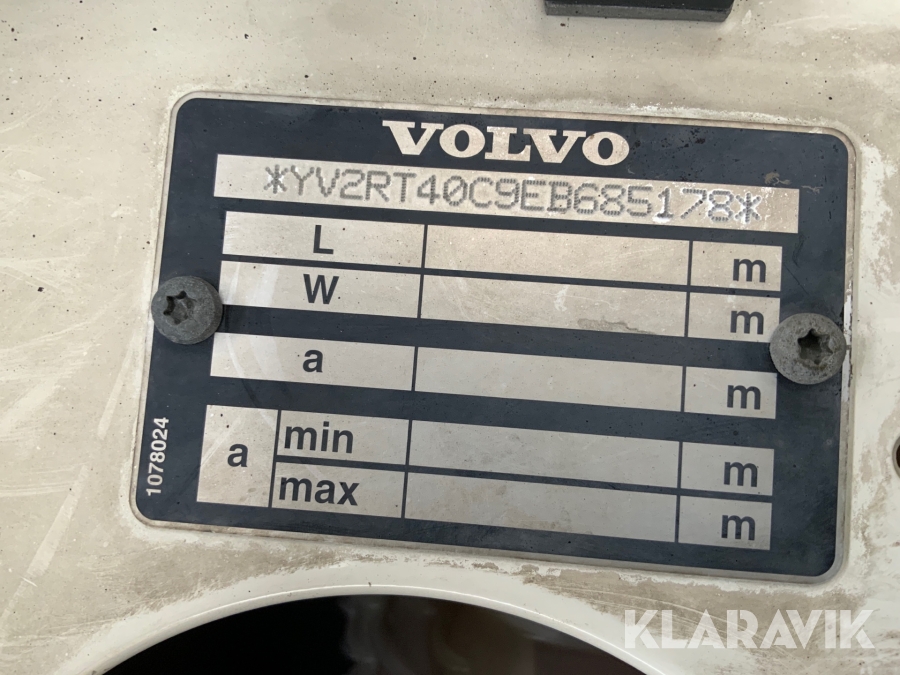 VOLVO
*YV2RT40C9EB685178*
L m
W m
a m
a min m
max m
1078024
KLARAVIK